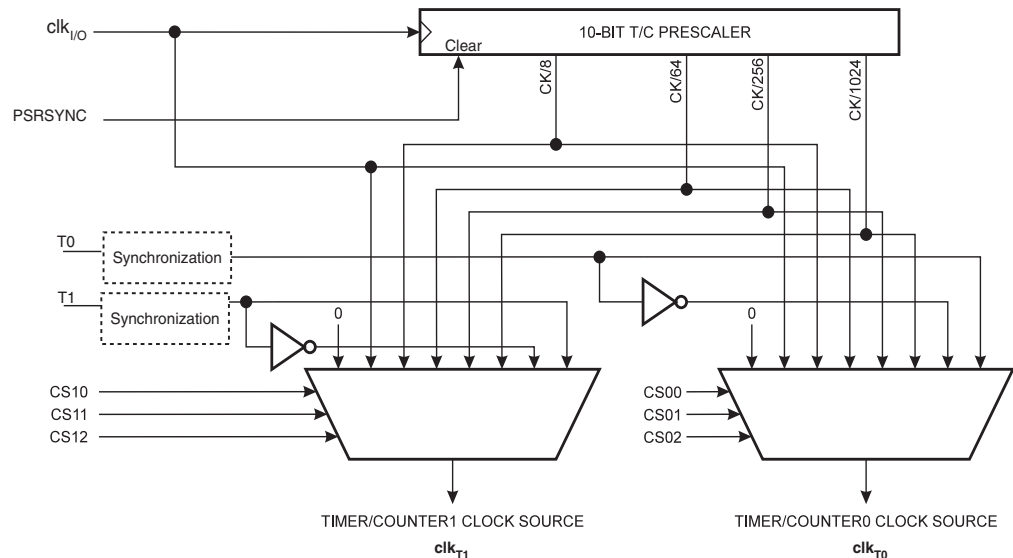 clkI/O
10-BIT T/C PRESCALER
Clear
CK/8
CK/64
CK/256
CK/1024
PSRSYNC
T0
Synchronization
T1
Synchronization
0
0
CS10
CS11
CS12
CS00
CS01
CS02
TIMER/COUNTER1 CLOCK SOURCE
clkT1
TIMER/COUNTER0 CLOCK SOURCE
clkT0